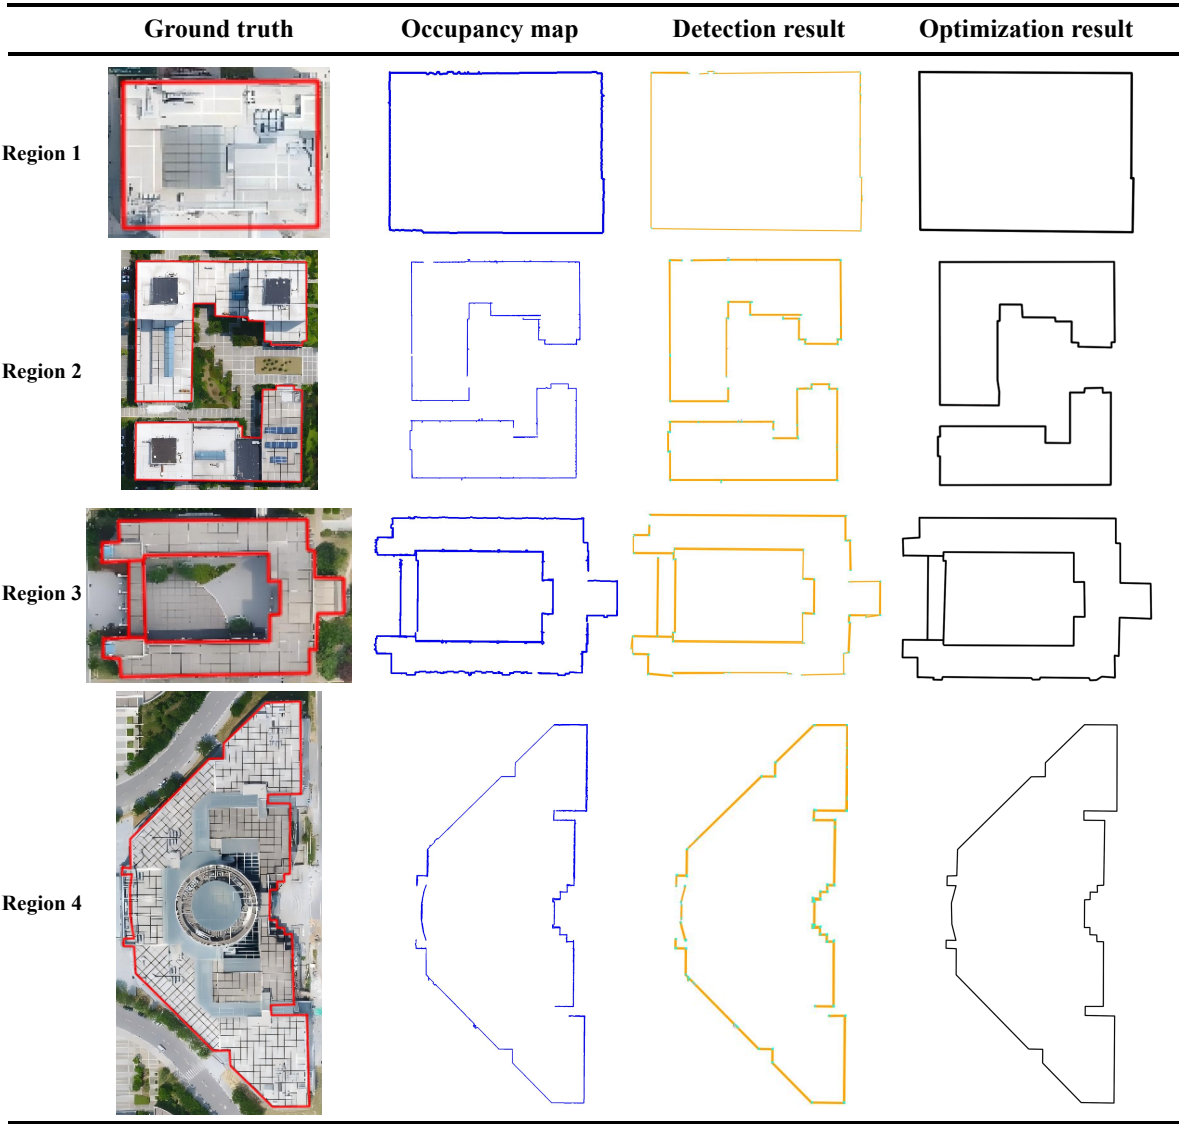 Ground truth Occupancy map Detection result Optimization result
Region 1
Region 2
Region 3
Region 4